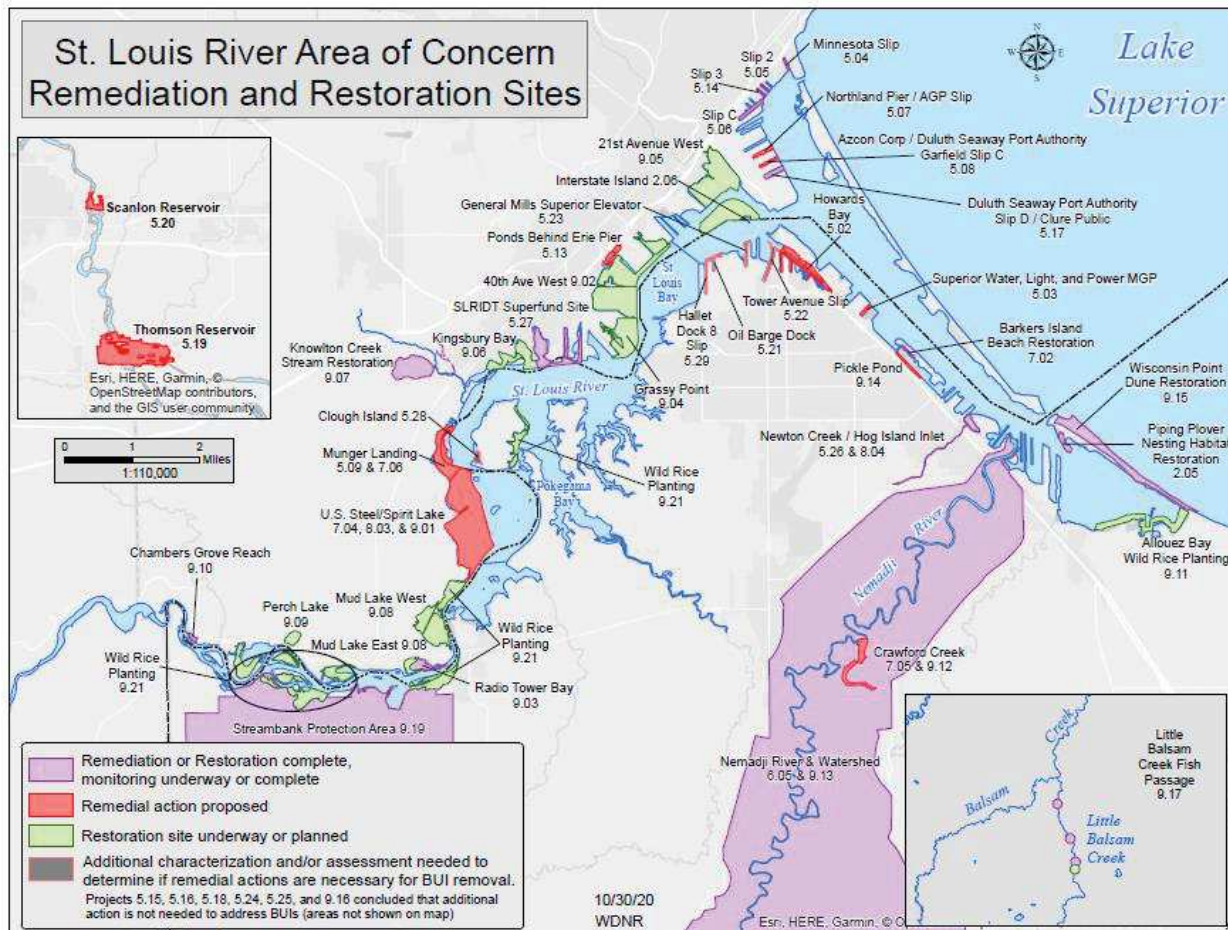 St. Louis River Area of Concern
Remediation and Restoration Sites
Lake
Superior
N
W
E
S
Minnesota Slip
5.04
Slip 2
5.05
Slip 3
5.14
Slip C
5.06
Northland Pier / AGP Slip
5.07
Azcon Corp / Duluth Seaway Port Authority
Garfield Slip C
5.08
21st Avenue West
9.05
Interstate Island 2.06
Duluth Seaway Port Authority
Slip D / Clure Public
5.17
General Mills Superior Elevator
5.23
Howards
Bay
5.02
Ponds Behind Erie Pier
5.13
40th Ave West 9.02
St
Louis
Bay
Superior Water, Light, and Power MGP
5.03
Tower Avenue Slip
5.22
SLRIDT Superfund Site
5.27
Hallet
Dock 8
Slip
5.29
Oil Barge Dock
5.21
Barkers Island
Beach Restoration
7.02
Kingsbury Bay
9.06
Knowlton Creek
Stream Restoration
9.07
Pickle Pond
9.14
Wisconsin Point
Dune Restoration
9.15
St. Louis River
Grassy Point
9.04
Clough Island 5.28
Newton Creek / Hog Island Inlet
5.26 & 8.04
Piping Plover
Nesting Habitat
Restoration
2.05
Munger Landing
5.09 & 7.06
Wild Rice
Planting
9.21
Pokegama
Bay
U.S. Steel/Spirit Lake
7.04, 8.03, & 9.01
Nemadji
River
Allouez Bay
Wild Rice Planting
9.11
Chambers Grove Reach
9.10
Mud Lake West
9.08
Perch Lake
9.09
Mud Lake East 9.08
Wild Rice
Planting
9.21
Wild Rice
Planting
9.21
Radio Tower Bay
9.03
Crawford Creek
7.05 & 9.12
Streambank Protection Area 9.19
Nemadji River & Watershed
6.05 & 9.13
Scanlon Reservoir
5.20
Thomson Reservoir
5.19
Esri, HERE, Garmin, ©
OpenStreetMap contributors,
and the GIS user community
0 1 2
Miles
1:110,000
Remediation or Restoration complete,
monitoring underway or complete
Remedial action proposed
Restoration site underway or planned
Additional characterization and/or assessment needed to
determine if remedial actions are necessary for BUI removal.
Projects 5.15, 5.16, 5.18, 5.24, 5.25, and 9.16 concluded that additional
action is not needed to address BUIs (areas not shown on map)
10/30/20
WDNR
Esri, HERE, Garmin, ©
Creek
Balsam
Little
Balsam
Creek
Little
Balsam
Creek Fish
Passage
9.17